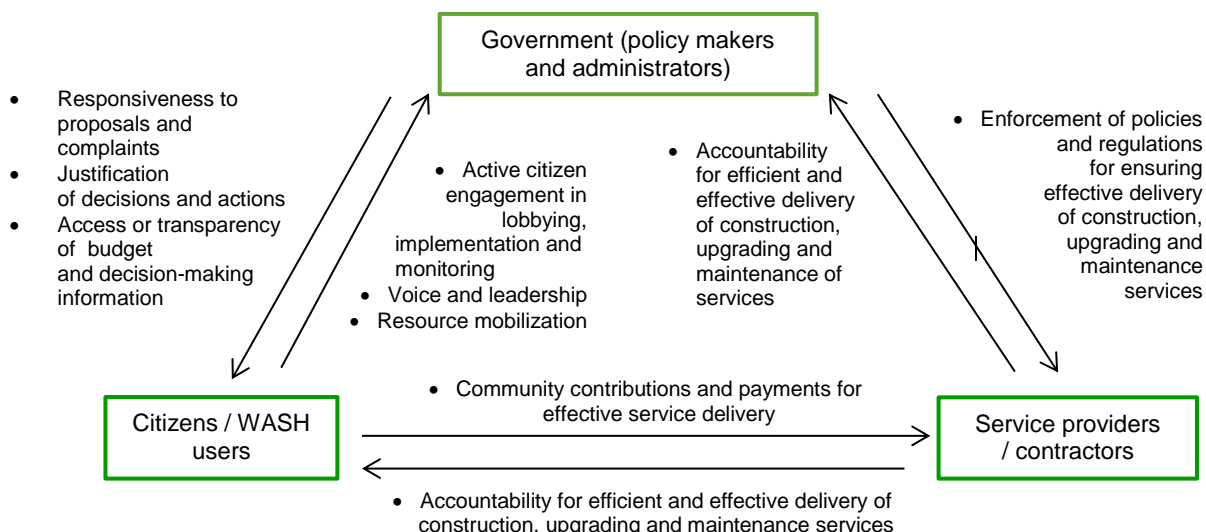 Government (policy makers
and administrators)
• Responsiveness to
proposals and
complaints
• Justification
of decisions and actions
• Access or transparency
of budget
and decision-making
information
• Active citizen
engagement in
lobbying,
implementation and
monitoring
• Voice and leadership
• Resource mobilization
• Accountability
for efficient and
effective delivery
of construction,
upgrading and
maintenance of
services
• Enforcement of policies
and regulations
for ensuring
effective delivery
of construction,
upgrading and
maintenance
services
Citizens / WASH
users
• Community contributions and payments for
effective service delivery
Service providers
/ contractors
• Accountability for efficient and effective delivery of
construction, upgrading and maintenance services